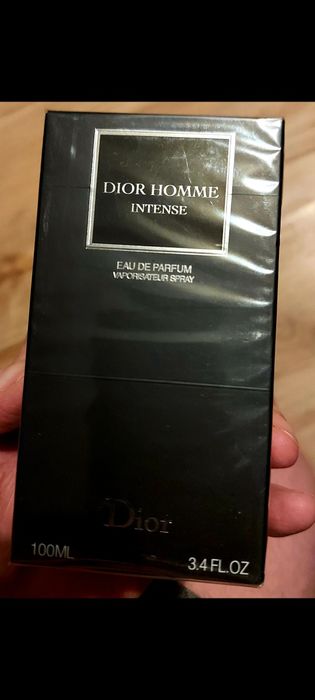 DIOR HOMME
INTENSE
EAU DE PARFUM
VAPORISATEUR SPRAY
Dior
100ML
3.4 FL.OZ